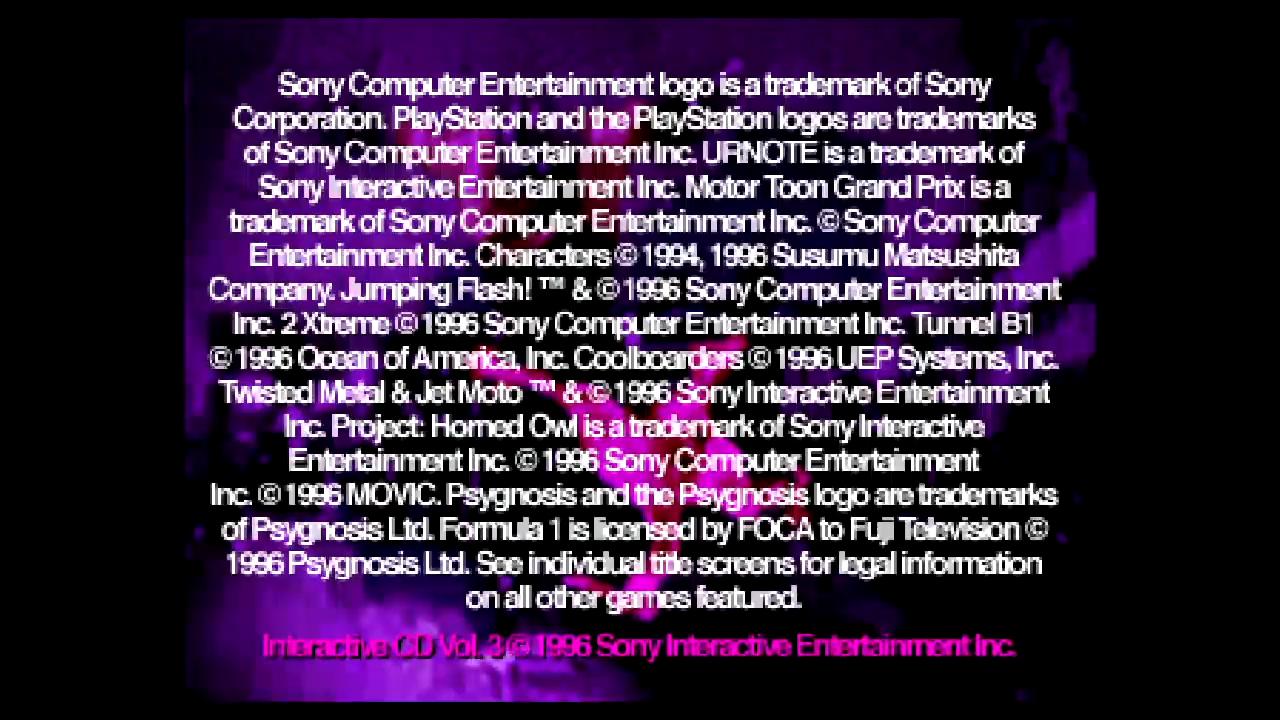 Sony Computer Entertainment logo is a trademark of Sony
Corporation. PlayStation and the PlayStation logos are trademarks
of Sony Computer Entertainment Inc. URNOTE is a trademark of
Sony Interactive Entertainment Inc. Motor Toon Grand Prix is a
trademark of Sony Computer Entertainment Inc. © Sony Computer
Entertainment Inc. Characters © 1994, 1996 Susumu Matsushita
Company. Jumping Flash! ™ & © 1996 Sony Computer Entertainment
Inc. 2 Xtreme © 1996 Sony Computer Entertainment Inc. Tunnel B1
© 1996 Ocean of America, Inc. Coolboarders © 1996 UEP Systems, Inc.
Twisted Metal & Jet Moto ™ & © 1996 Sony Interactive Entertainment
Inc. Project: Horned Owl is a trademark of Sony Interactive
Entertainment Inc. © 1996 Sony Computer Entertainment
Inc. © 1996 MOVIC. Psygnosis and the Psygnosis logo are trademarks
of Psygnosis Ltd. Formula 1 is licensed by FOCA to Fuji Television ©
1996 Psygnosis Ltd. See individual title screens for legal information
on all other games featured.
Interactive CD Vol. 3 © 1996 Sony Interactive Entertainment Inc.